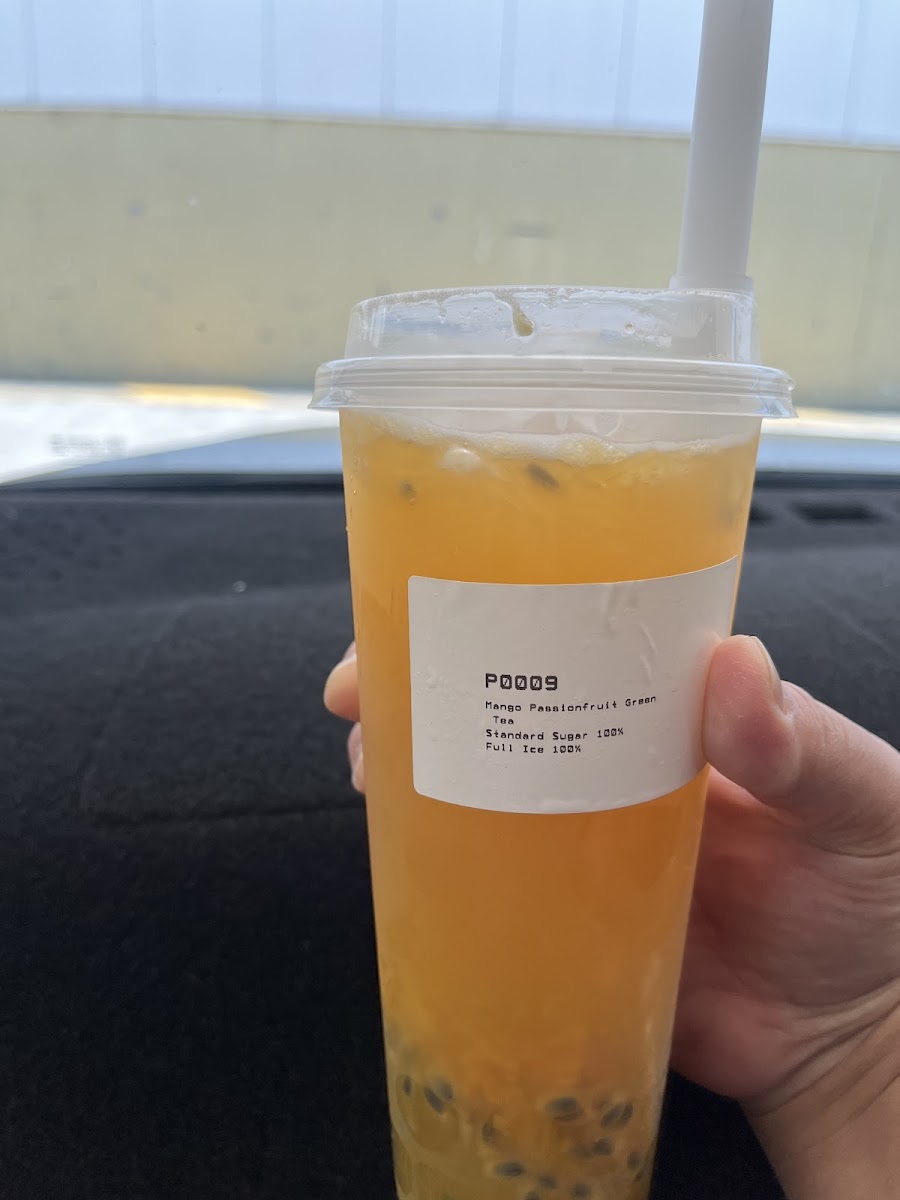 P0009
Mango Passionfruit Green
Tea
Standard Sugar 100%
Full Ice 100%